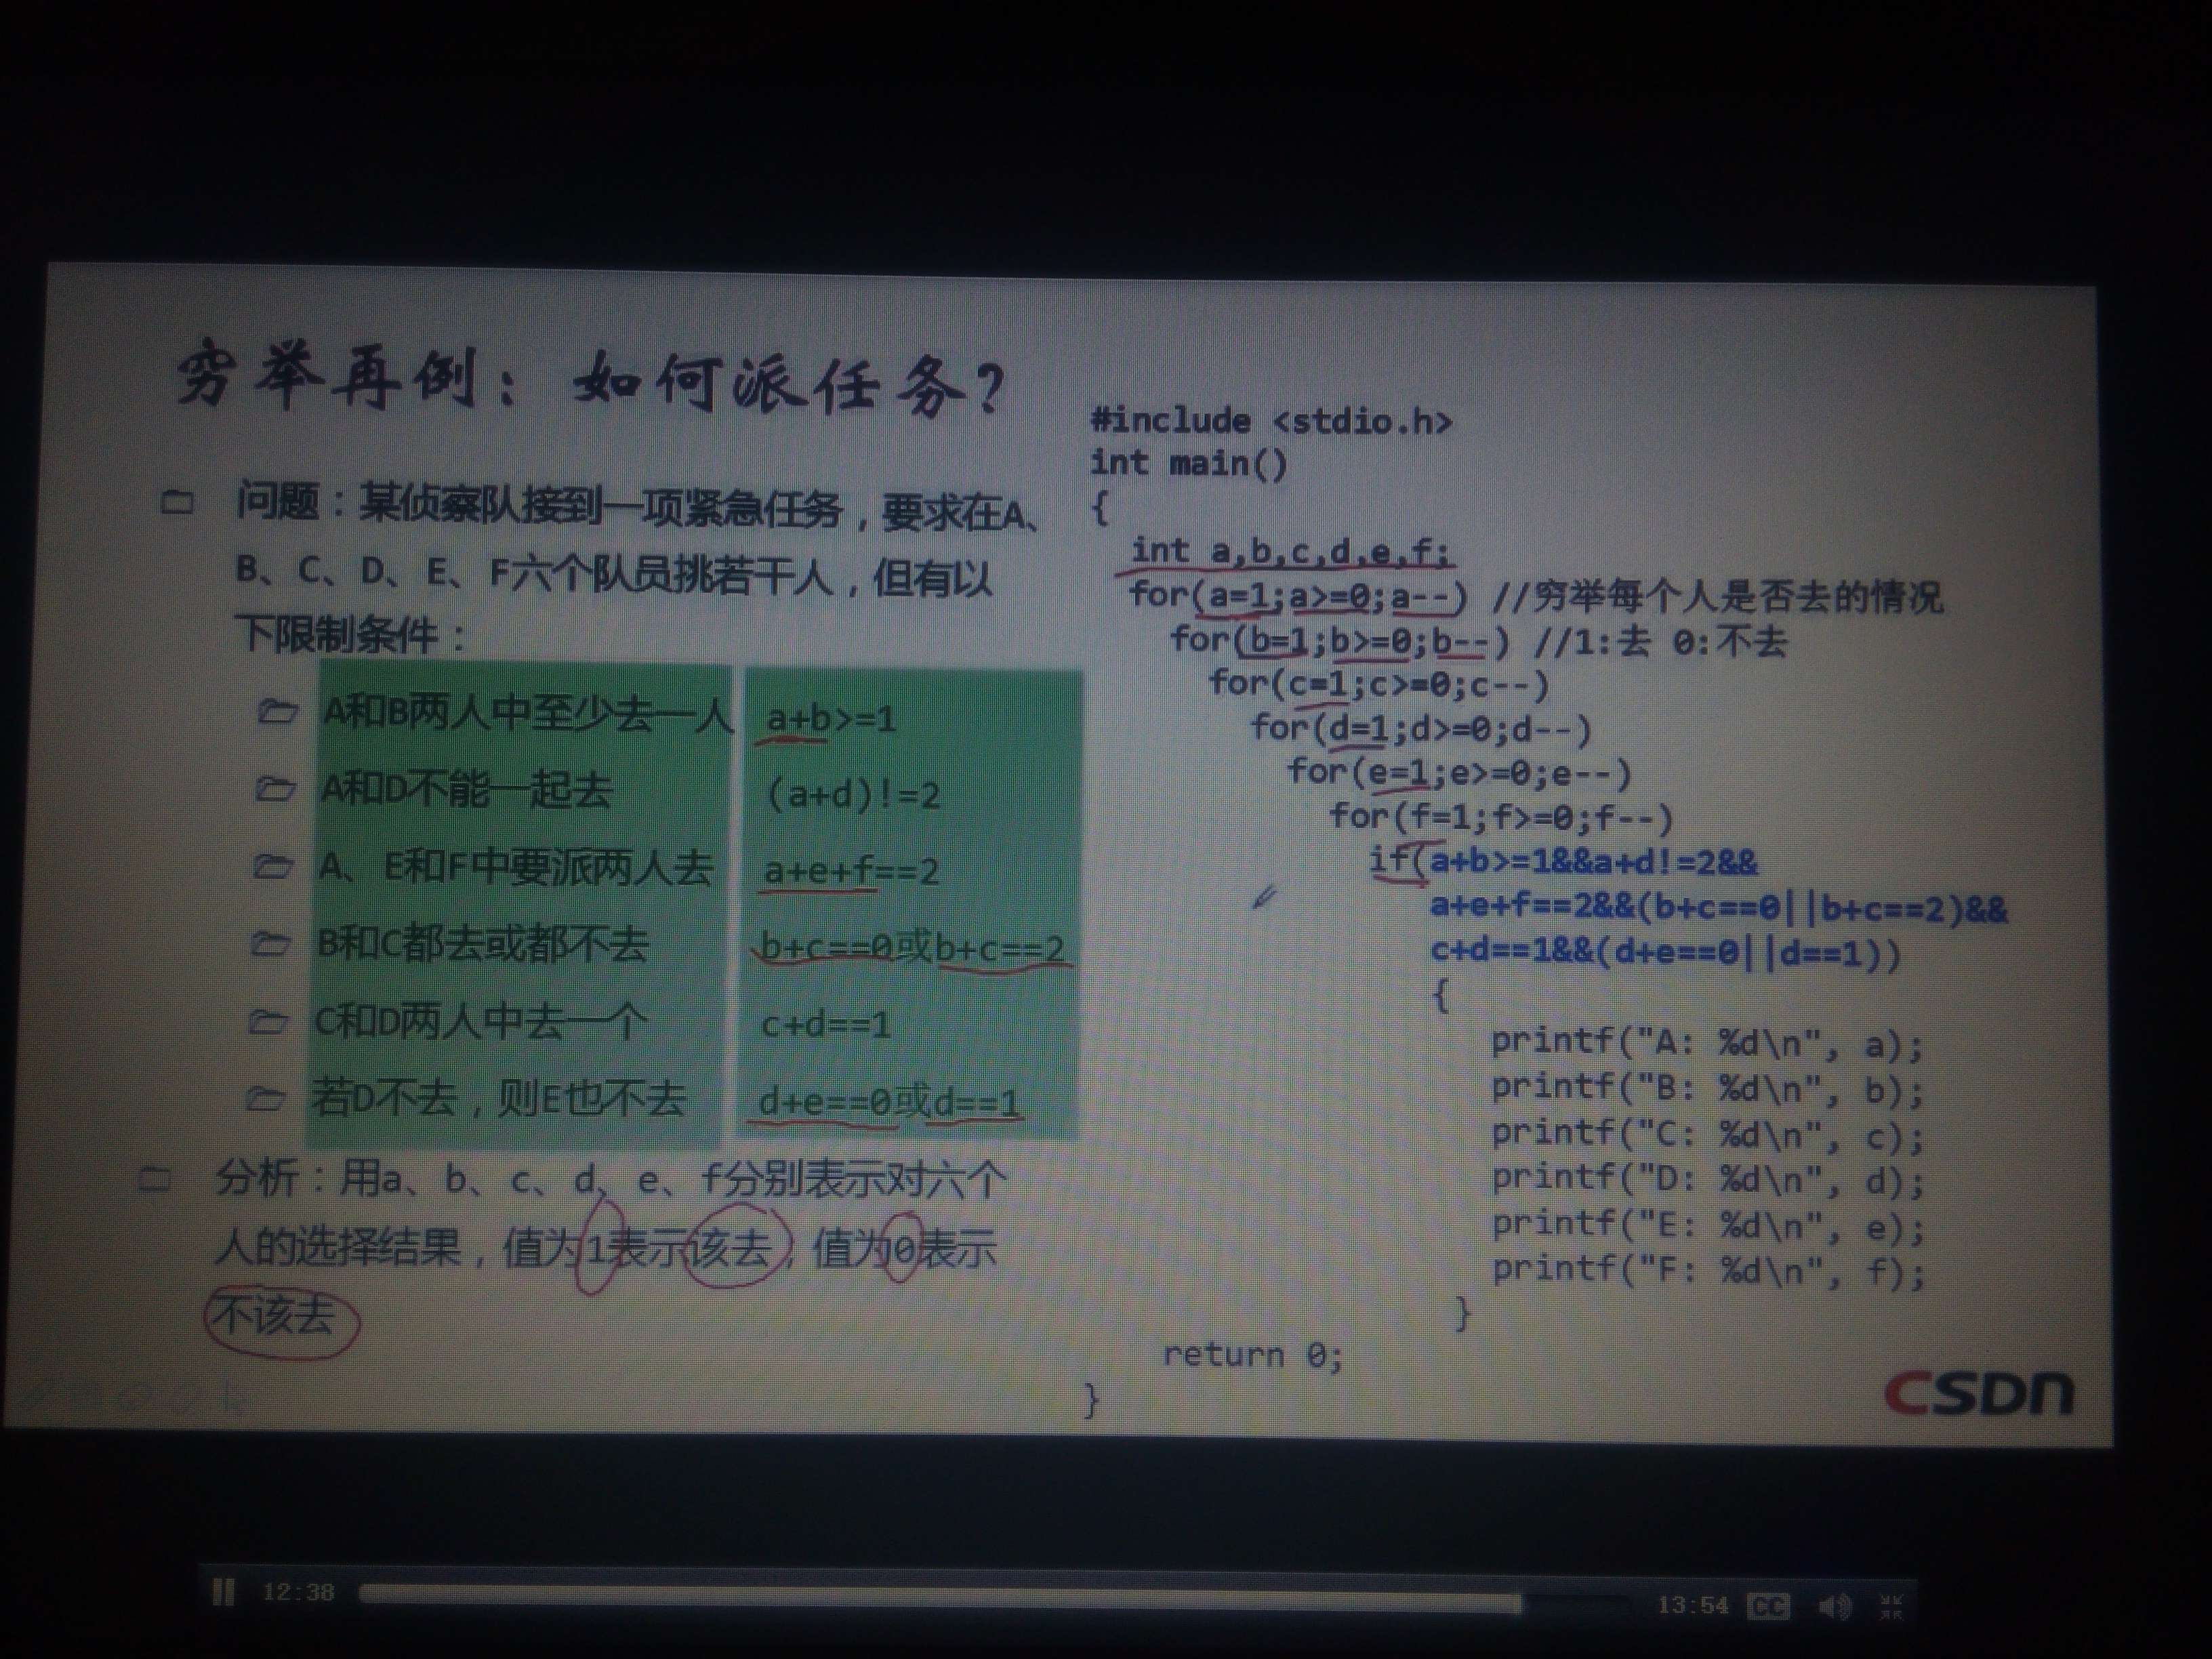 穷举再例：如何派任务?
问题：某侦察队接到一项紧急任务，要求在A、
B、C、D、E、F六个队员挑若干人，但有以
下限制条件：
A和B两人中至少去一人 a+b>=1
A和D不能一起去 (a+d)!=2
A、E和F中要派两人去 a+e+f==2
B和C都去或都不去 b+c==0或b+c==2
C和D两人中去一个 c+d==1
若D不去，则E也不去 d+e==0或d==1
分析：用a、b、c、d、e、f分别表示对六个
人的选择结果，值为1表示该去，值为0表示
不该去
#include <stdio.h>
int main()
{
int a,b,c,d,e,f;
for(a=1;a>=0;a--) //穷举每个人是否去的情况
for(b=1;b>=0;b--) //1:去 0:不去
for(c=1;c>=0;c--)
for(d=1;d>=0;d--)
for(e=1;e>=0;e--)
for(f=1;f>=0;f--)
if(a+b>=1&&a+d!=2&&
a+e+f==2&&(b+c==0||b+c==2)&&
c+d==1&&(d+e==0||d==1))
{
printf("A: %d\n", a);
printf("B: %d\n", b);
printf("C: %d\n", c);
printf("D: %d\n", d);
printf("E: %d\n", e);
printf("F: %d\n", f);
}
return 0;
}
CSDN
12:38
13:54 CC